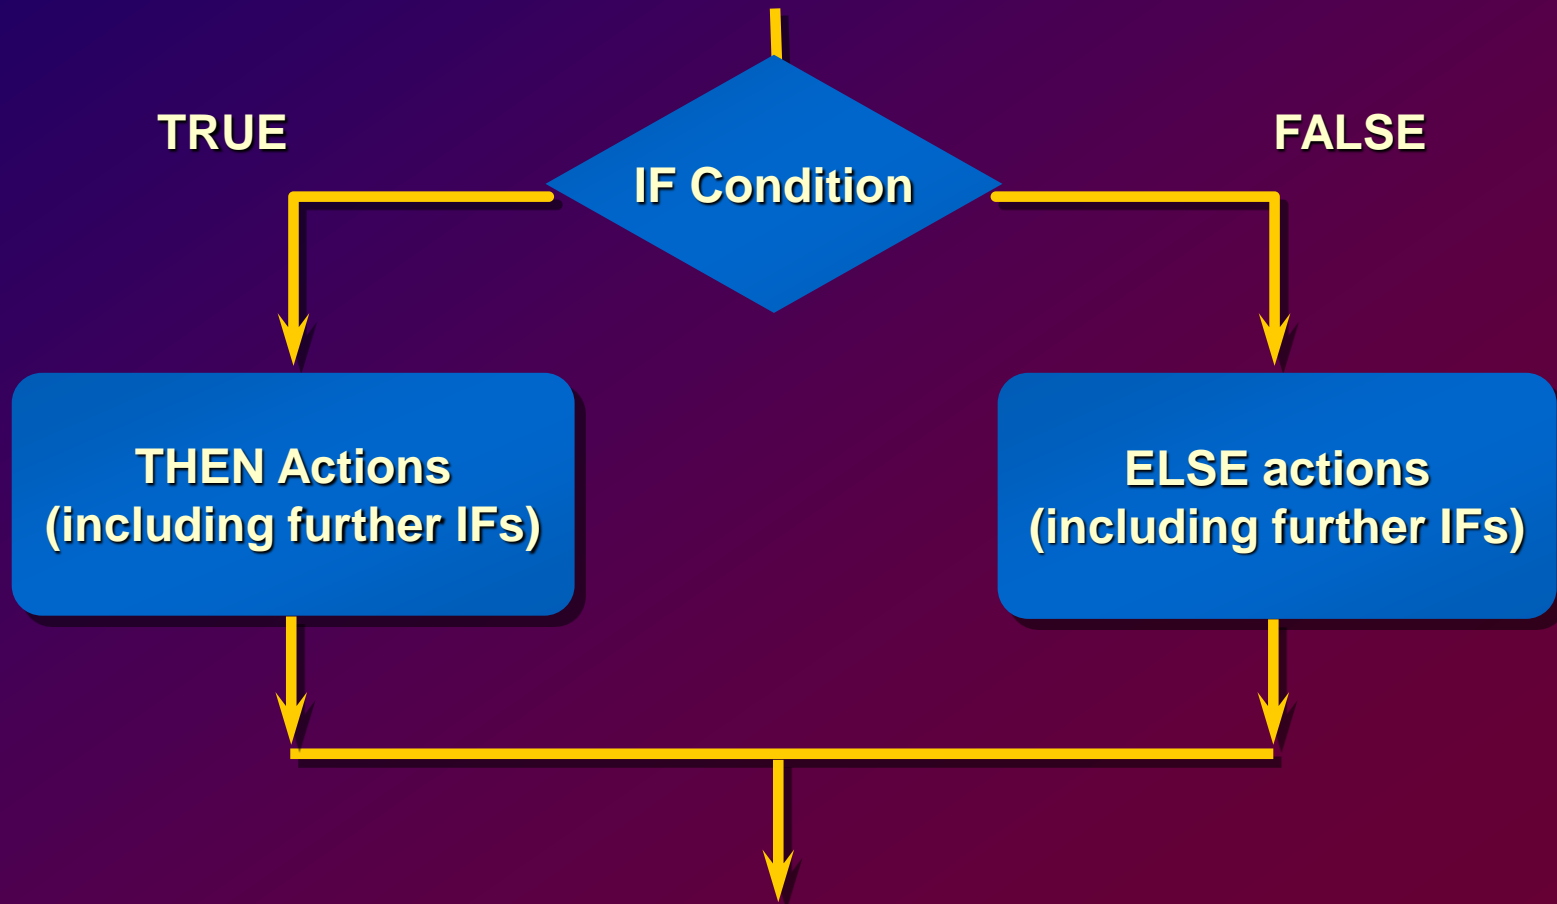 TRUE
FALSE
IF Condition
THEN Actions
(including further IFs)
ELSE actions
(including further IFs)